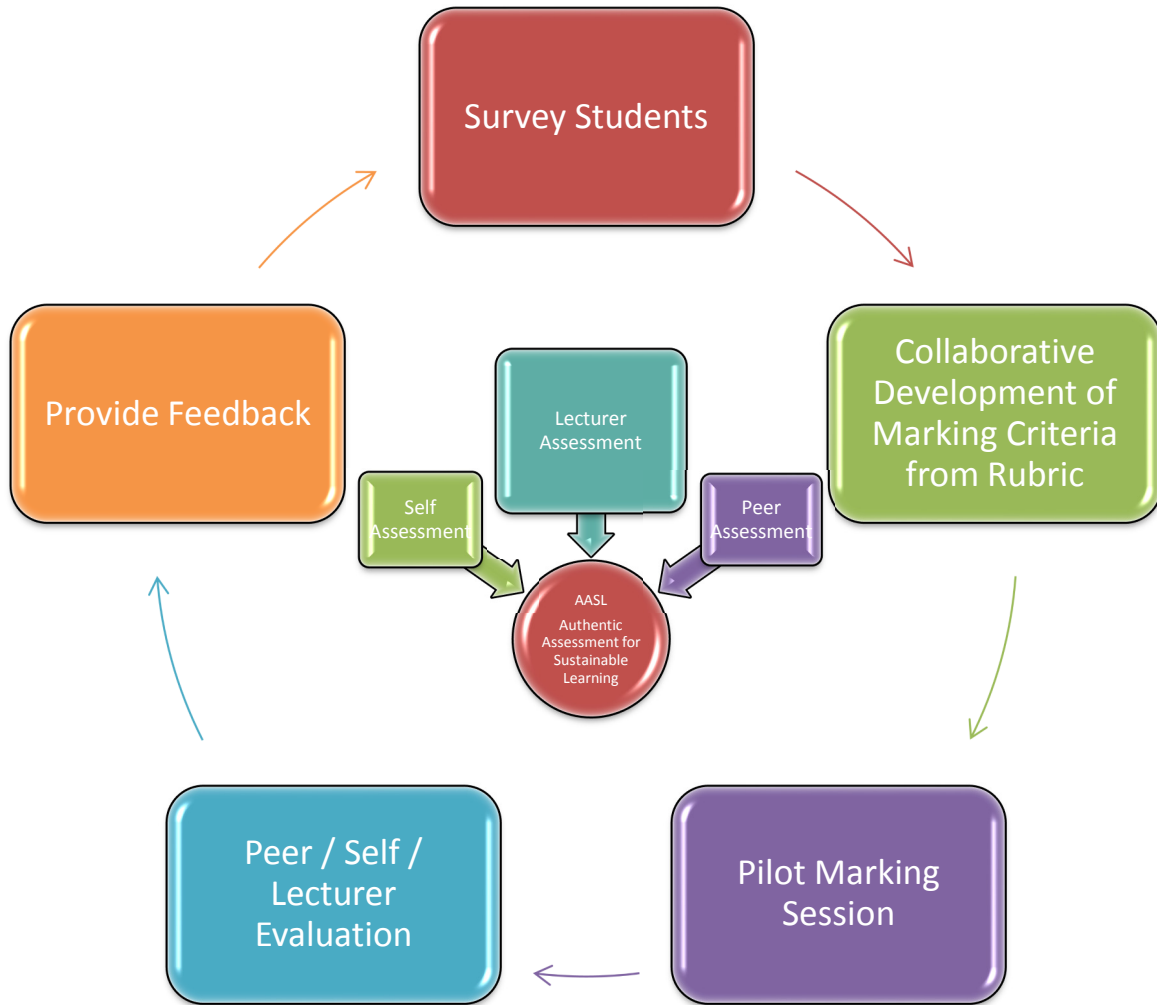 Survey Students
Provide Feedback
Collaborative
Development of
Marking Criteria
from Rubric
Lecturer
Assessment
Self
Assessment
Peer
Assessment
AASL
Authentic
Assessment for
Sustainable
Learning
Peer / Self /
Lecturer
Evaluation
Pilot Marking
Session